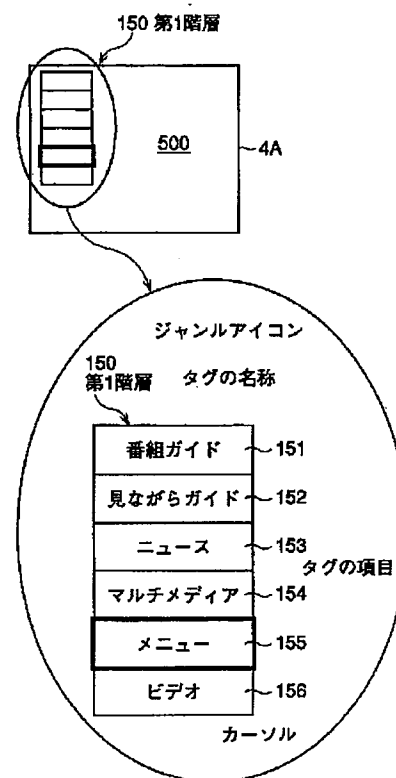 150 第1階層
500
4A
ジャンルアイコン
150
第1階層
タグの名称
番組ガイド
151
見ながらガイド
152
ニュース
153
タグの項目
マルチメディア
154
メニュー
155
ビデオ
156
カーソル